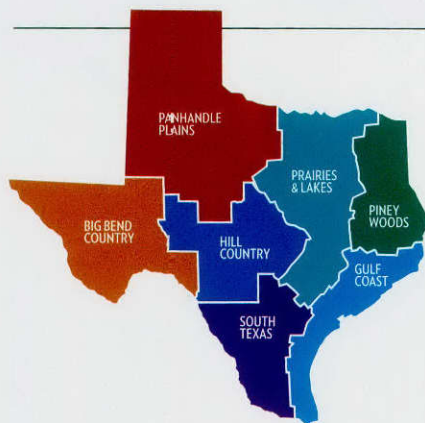 PANHANDLE
PLAINS
PRAIRIES
& LAKES
PINEY
WOODS
BIG BEND
COUNTRY
HILL
COUNTRY
GULF
COAST
SOUTH
TEXAS